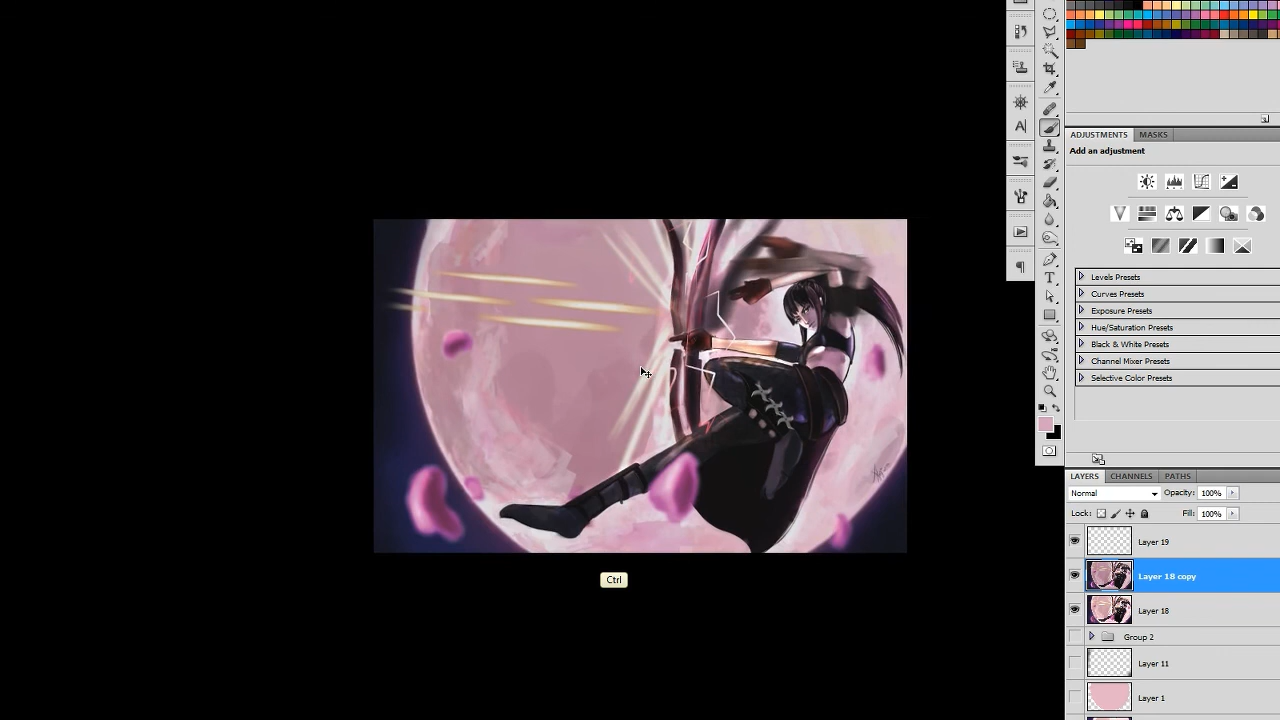 ADJUSTMENTS MASKS
Add an adjustment
Levels Presets
Curves Presets
Exposure Presets
Hue/Saturation Presets
Black & White Presets
Channel Mixer Presets
Selective Color Presets
LAYERS CHANNELS PATHS
Normal Opacity: 100%
Lock: Fill: 100%
Layer 19
Layer 18 copy
Layer 18
Group 2
Layer 11
Layer 1
Ctrl